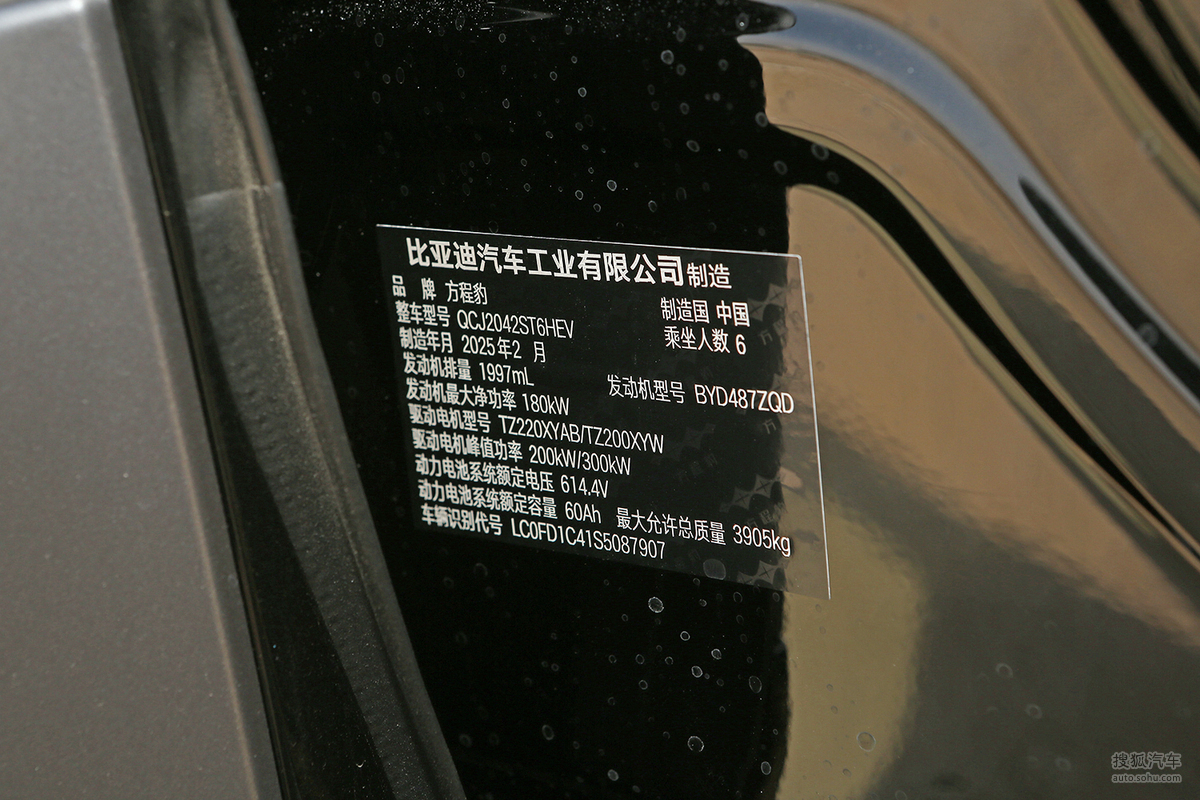 比亚迪汽车工业有限公司制造
品 牌 方程豹 制造国 中国
整车型号 QCJ2042ST6HEV 乘坐人数 6
制造年月 2025年2 月
发动机排量 1997mL 发动机型号 BYD487ZQD
发动机最大净功率 180kW
驱动电机型号 TZ220XYAB/TZ200XYW
驱动电机峰值功率 200kW/300kW
动力电池系统额定电压 614.4V
动力电池系统额定容量 60Ah 最大允许总质量 3905kg
车辆识别代号 LC0FD1C41S5087907
搜狐汽车
auto.sohu.com